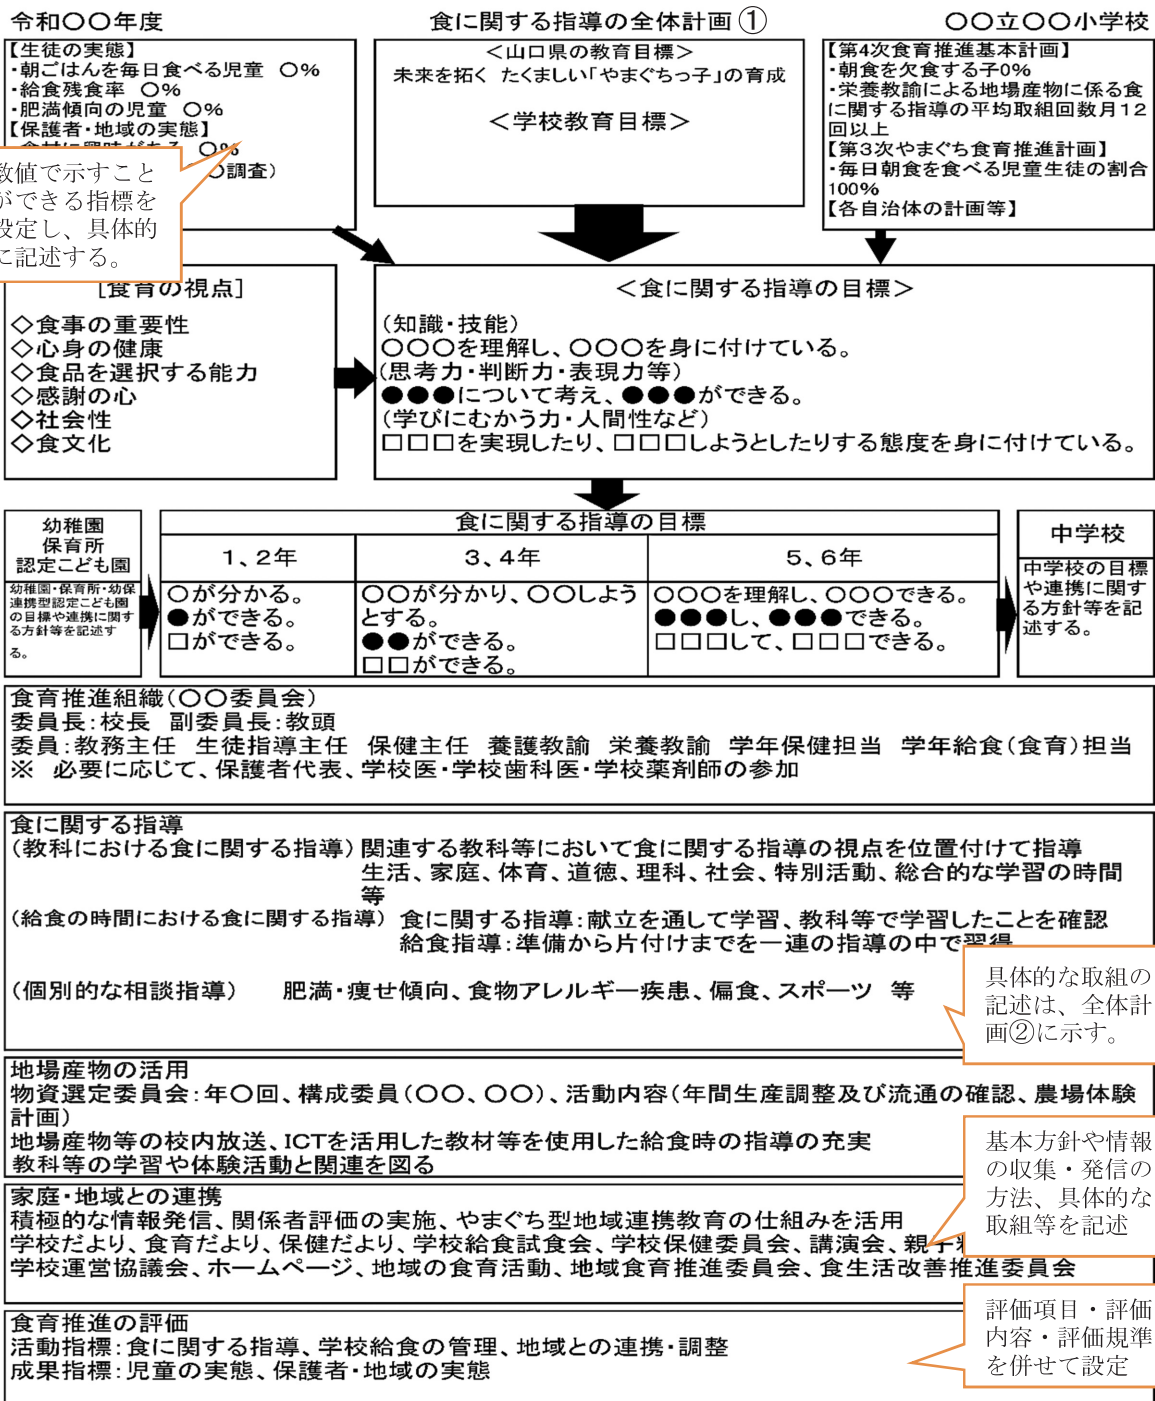 令和〇〇年度
食に関する指導の全体計画①
〇〇立〇〇小学校
【生徒の実態】
・朝ごはんを毎日食べる児童 〇％
・給食残食率 〇％
・肥満傾向の児童 〇％
【保護者・地域の実態】
〇％
〇調査）
数値で示すこと
ができる指標を
設定し、具体的
に記述する。
＜山口県の教育目標＞
未来を拓く たくましい「やまぐちっ子」の育成
＜学校教育目標＞
【第4次食育推進基本計画】
・朝食を欠食する子0%
・栄養教諭による地場産物に係る食
に関する指導の平均取組回数月12
回以上
【第3次やまぐち食育推進計画】
・毎日朝食を食べる児童生徒の割合
100%
【各自治体の計画等】
[食育の視点]
◇食事の重要性
◇心身の健康
◇食品を選択する能力
◇感謝の心
◇社会性
◇食文化
＜食に関する指導の目標＞
（知識・技能）
〇〇〇を理解し、〇〇〇を身に付けている。
（思考力・判断力・表現力等）
●●●について考え、●●●ができる。
（学びにむかう力・人間性など）
□□□を実現したり、□□□しようとしたりする態度を身に付けている。
幼稚園
保育所
認定こども園
幼稚園・保育所・幼保
連携型認定こども園
の目標や連携に関す
る方針等を記述す
る。
食に関する指導の目標
1、2年
〇が分かる。
●ができる。
□ができる。
3、4年
〇〇が分かり、〇〇しよう
とする。
●●ができる。
□□ができる。
5、6年
〇〇〇を理解し、〇〇〇できる。
●●●し、●●●できる。
□□□して、□□□できる。
中学校
中学校の目標
や連携に関す
る方針等を記
述する。
食育推進組織（〇〇委員会）
委員長：校長 副委員長：教頭
委員：教務主任 生徒指導主任 保健主任 養護教諭 栄養教諭 学年保健担当 学年給食（食育）担当
※ 必要に応じて、保護者代表、学校医・学校歯科医・学校薬剤師の参加
食に関する指導
（教科における食に関する指導）関連する教科等において食に関する指導の視点を位置付けて指導
生活、家庭、体育、道徳、理科、社会、特別活動、総合的な学習の時間
等
（給食の時間における食に関する指導） 食に関する指導：献立を通して学習、教科等で学習したことを確認
給食指導：準備から片付けまでを一連の指導の中で習得
（個別的な相談指導） 肥満・痩せ傾向、食物アレルギー疾患、偏食、スポーツ 等
具体的な取組の
記述は、全体計
画②に示す。
地場産物の活用
物資選定委員会：年〇回、構成委員（〇〇、〇〇）、活動内容（年間生産調整及び流通の確認、農場体験
計画）
地場産物等の校内放送、ICTを活用した教材等を使用した給食時の指導の充実
教科等の学習や体験活動と関連を図る
基本方針や情報
の収集・発信の
方法、具体的な
取組等を記述
家庭・地域との連携
積極的な情報発信、関係者評価の実施、やまぐち型地域連携教育の仕組みを活用
学校だより、食育だより、保健だより、学校給食試食会、学校保健委員会、講演会、親子
学校運営協議会、ホームページ、地域の食育活動、地域食育推進委員会、食生活改善推進委員会
食育推進の評価
活動指標：食に関する指導、学校給食の管理、地域との連携・調整
成果指標：児童の実態、保護者・地域の実態
評価項目・評価
内容・評価規準
を併せて設定